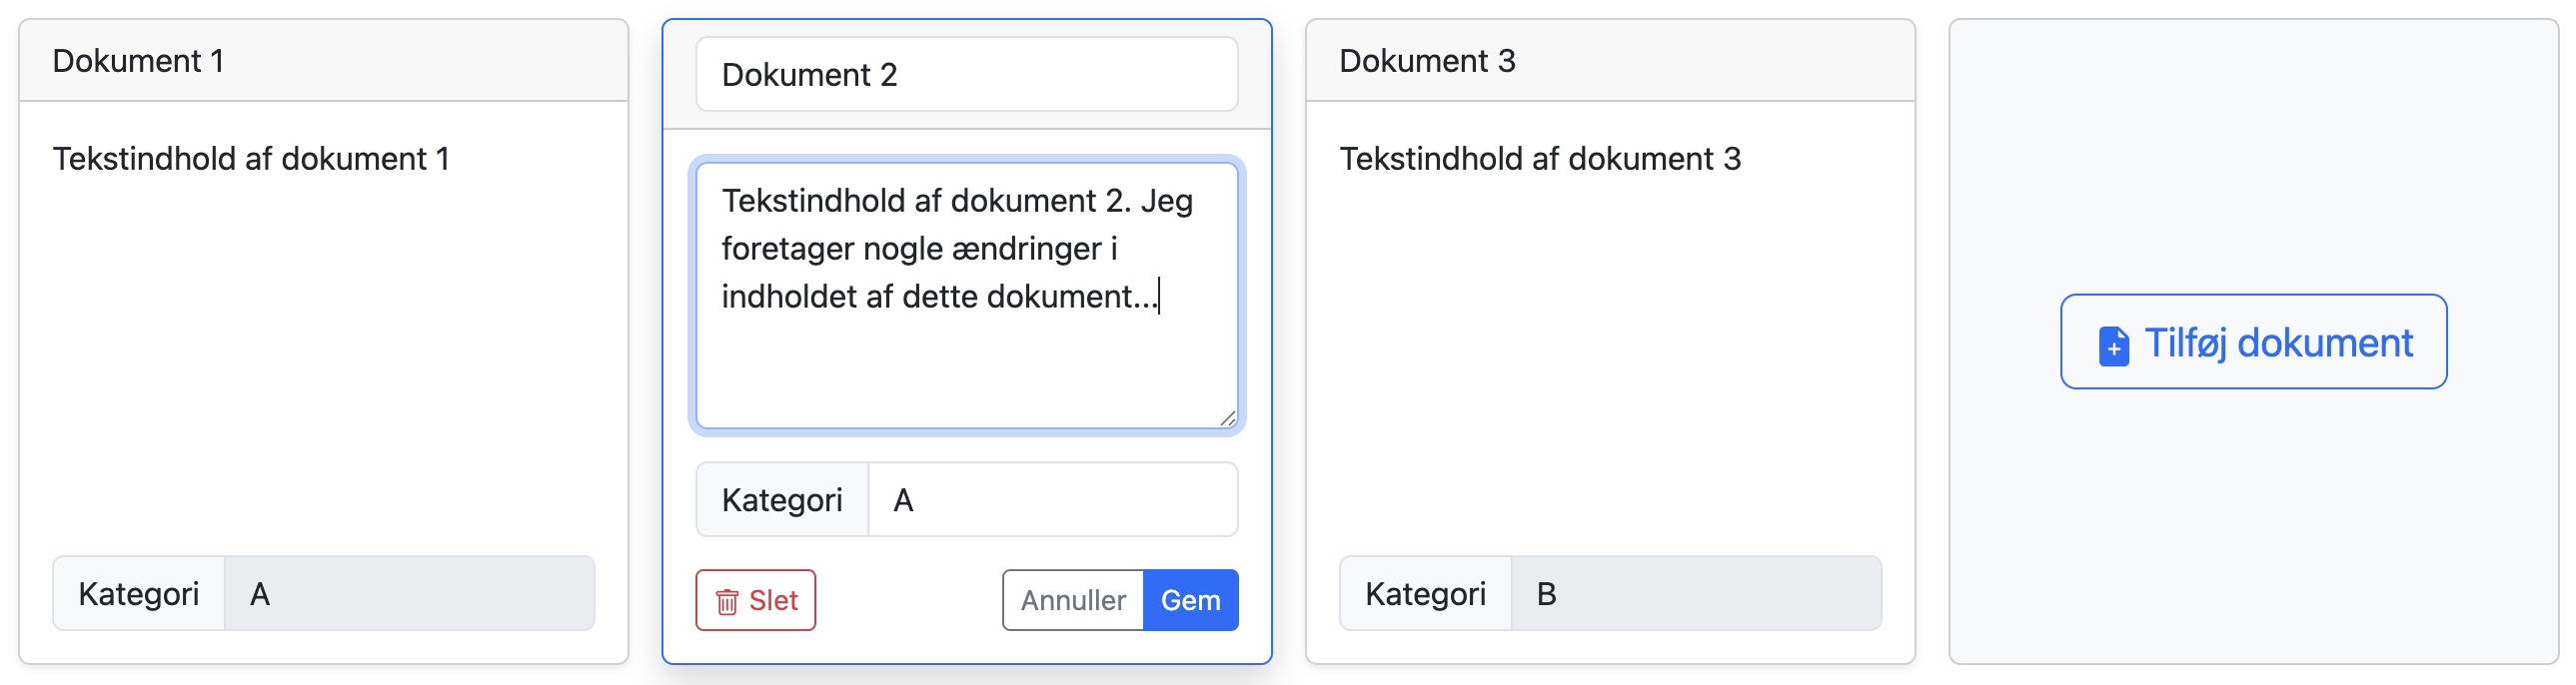 Dokument 1
Tekstindhold af dokument 1
Kategori A
Dokument 2
Tekstindhold af dokument 2. Jeg
foretager nogle ændringer i
indholdet af dette dokument...
Kategori A
Slet Annuller Gem
Dokument 3
Tekstindhold af dokument 3
Kategori B
Tilføj dokument